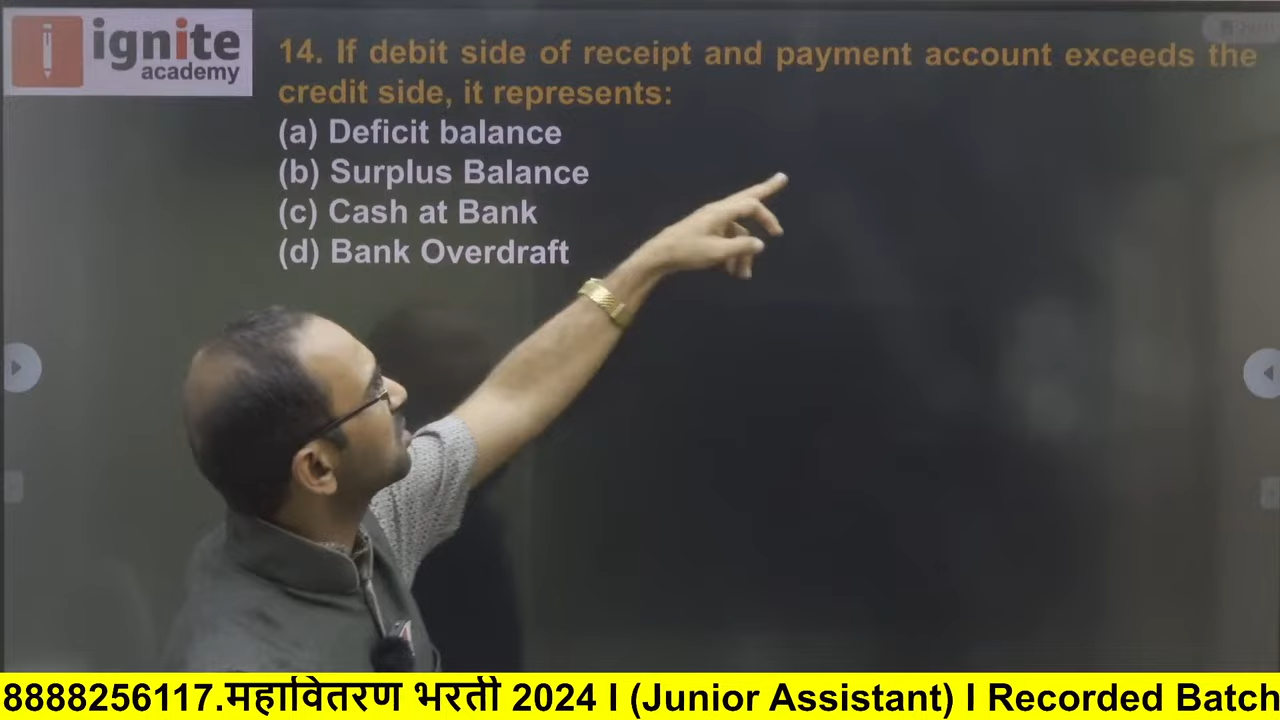 ignite
academy
14. If debit side of receipt and payment account exceeds the
credit side, it represents:
(a) Deficit balance
(b) Surplus Balance
(c) Cash at Bank
(d) Bank Overdraft
8888256117.महावितरण भरती 2024 I (Junior Assistant) I Recorded Batch